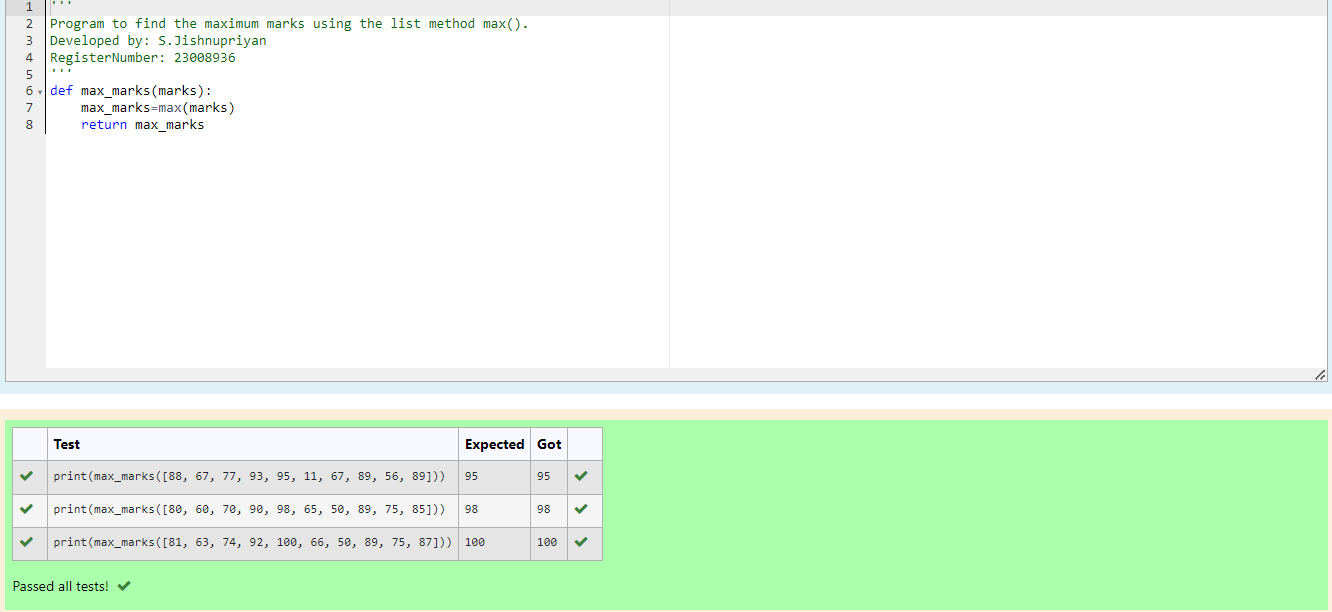 1 '''
2 Program to find the maximum marks using the list method max().
3 Developed by: S.Jishnupriyan
4 RegisterNumber: 23008936
5 '''
6 def max_marks(marks):
7     max_marks=max(marks)
8     return max_marks
Test Expected Got
print(max_marks([88, 67, 77, 93, 95, 11, 67, 89, 56, 89])) 95 95
print(max_marks([80, 60, 70, 90, 98, 65, 50, 89, 75, 85])) 98 98
print(max_marks([81, 63, 74, 92, 100, 66, 50, 89, 75, 87])) 100 100
Passed all tests!